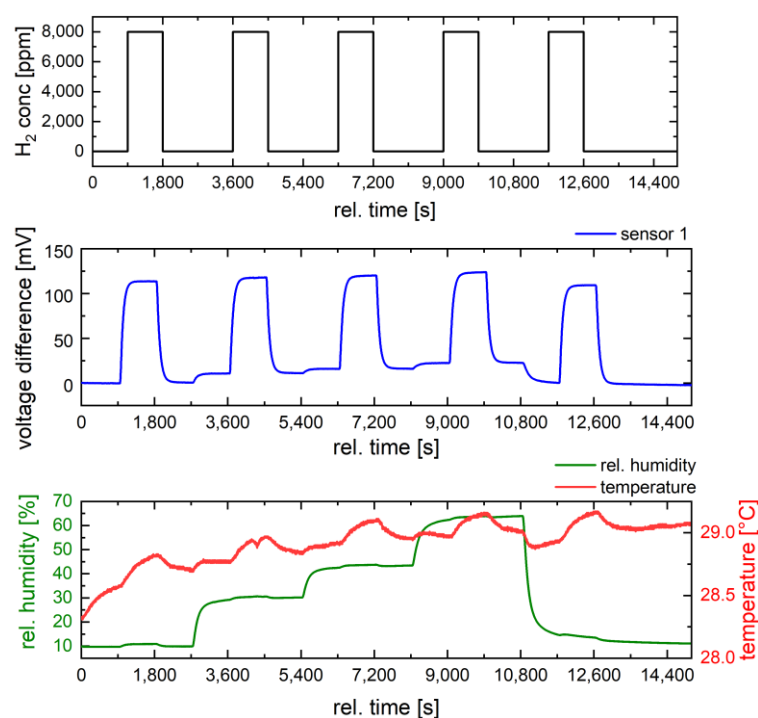 8,000
6,000
4,000
2,000
0
H₂ conc [ppm]
0 1,800 3,600 5,400 7,200 9,000 10,800 12,600 14,400
rel. time [s]
sensor 1
150
100
50
0
voltage difference [mV]
0 1,800 3,600 5,400 7,200 9,000 10,800 12,600 14,400
rel. time [s]
rel. humidity
temperature
70
60
50
40
30
20
10
rel. humidity [%]
29.0
28.5
28.0
temperature [°C]
0 1,800 3,600 5,400 7,200 9,000 10,800 12,600 14,400
rel. time [s]